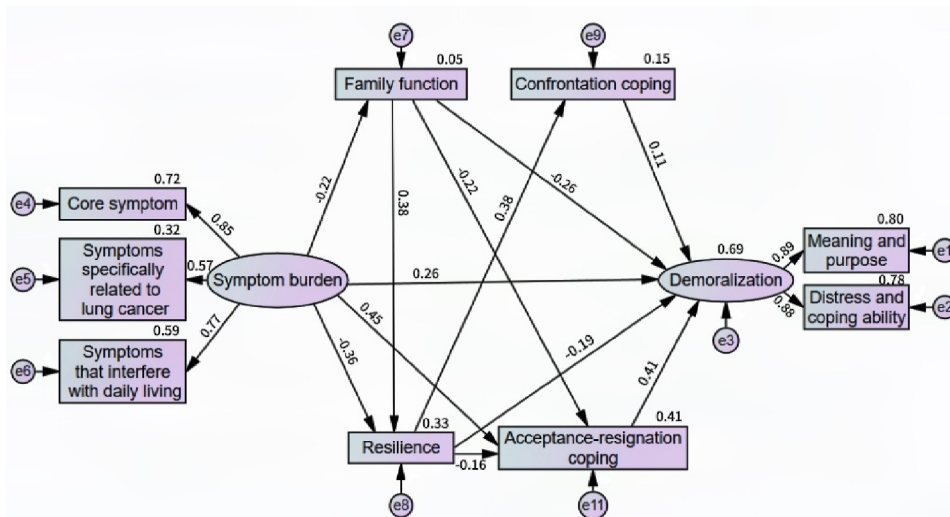 e7
e9
0.05
0.15
Family function
Confrontation coping
-0.22
0.38
-0.22
-0.26
0.38
0.11
0.72
e4
Core symptom
0.85
0.32
e5
Symptoms
specifically
related to
lung cancer
0.57
Symptom burden
0.26
0.69
Demoralization
0.89
0.80
Meaning and
purpose
e1
0.78
Distress and
coping ability
0.88
e2
e3
0.77
0.59
e6
Symptoms
that interfere
with daily living
-0.36
0.45
-0.19
0.41
0.33
Resilience
-0.16
0.41
Acceptance-resignation
coping
e8
e11